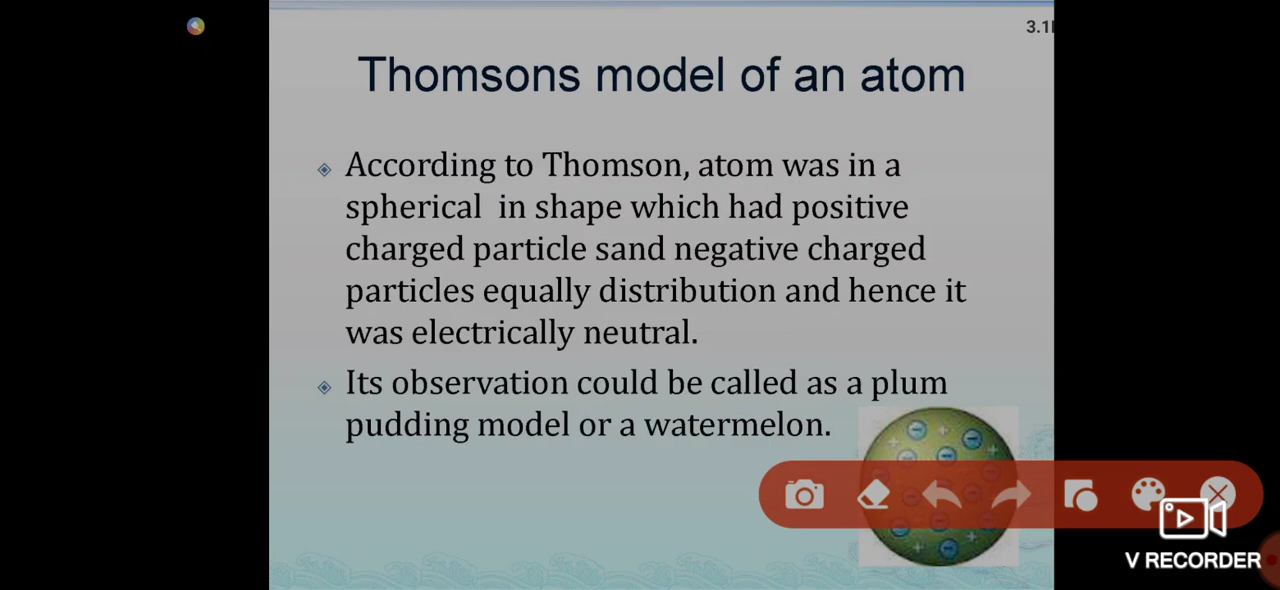 3.1
Thomsons model of an atom
According to Thomson, atom was in a
spherical in shape which had positive
charged particle sand negative charged
particles equally distribution and hence it
was electrically neutral.
Its observation could be called as a plum
pudding model or a watermelon.
V RECORDER